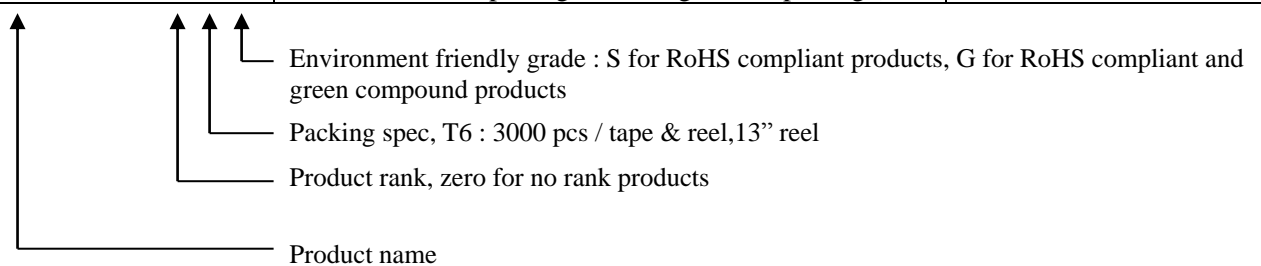 Environment friendly grade : S for RoHS compliant products, G for RoHS compliant and
green compound products
Packing spec, T6 : 3000 pcs / tape & reel,13” reel
Product rank, zero for no rank products
Product name